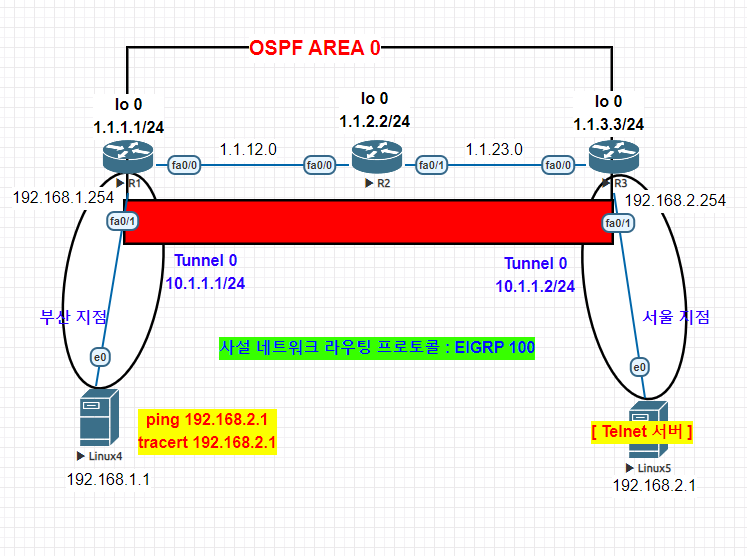 OSPF AREA 0
lo 0
1.1.1.1/24
lo 0
1.1.2.2/24
lo 0
1.1.3.3/24
fa0/0
1.1.12.0
fa0/0
fa0/1
1.1.23.0
fa0/0
R1
R2
R3
192.168.1.254
192.168.2.254
fa0/1
fa0/1
Tunnel 0
10.1.1.1/24
Tunnel 0
10.1.1.2/24
부산 지점
서울 지점
사설 네트워크 라우팅 프로토콜 : EIGRP 100
e0
e0
ping 192.168.2.1
tracert 192.168.2.1
[ Telnet 서버 ]
Linux4
192.168.1.1
Linux5
192.168.2.1